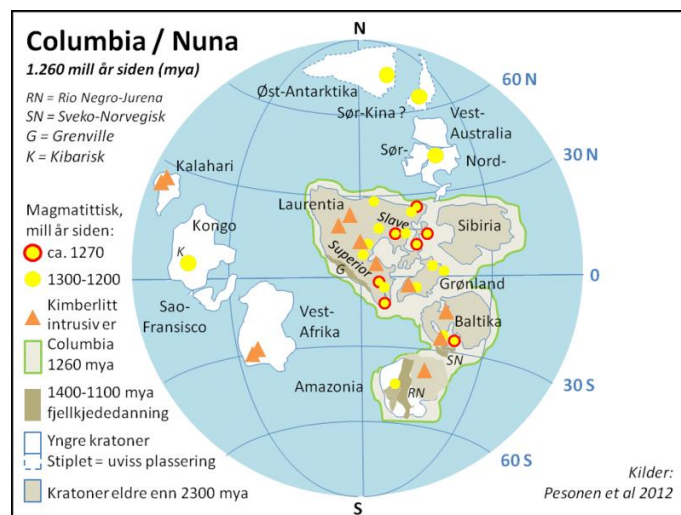 Columbia / Nuna
1.260 mill år siden (mya)
RN = Rio Negro-Jurena
SN = Sveko-Norvegisk
G = Grenville
K = Kibarisk
Magmatittisk,
mill år siden:
ca. 1270
1300-1200
Kimberlitt
intrusiver
Columbia
1260 mya
1400-1100 mya
fjellkjededanning
Yngre kratoner
Stiplet = uviss plassering
Kratoner eldre enn 2300 mya
N
60 N
Øst-Antarktika
Sør-Kina ?
Vest-
Australia
Sør-
Nord-
30 N
Kalahari
Laurentia
Slave
Sibiria
Kongo
K
Superior
G
Grønland
0
Sao-
Fransisco
Vest-
Afrika
Baltika
SN
Amazonia
RN
30 S
60 S
S
Kilder:
Pesonen et al 2012